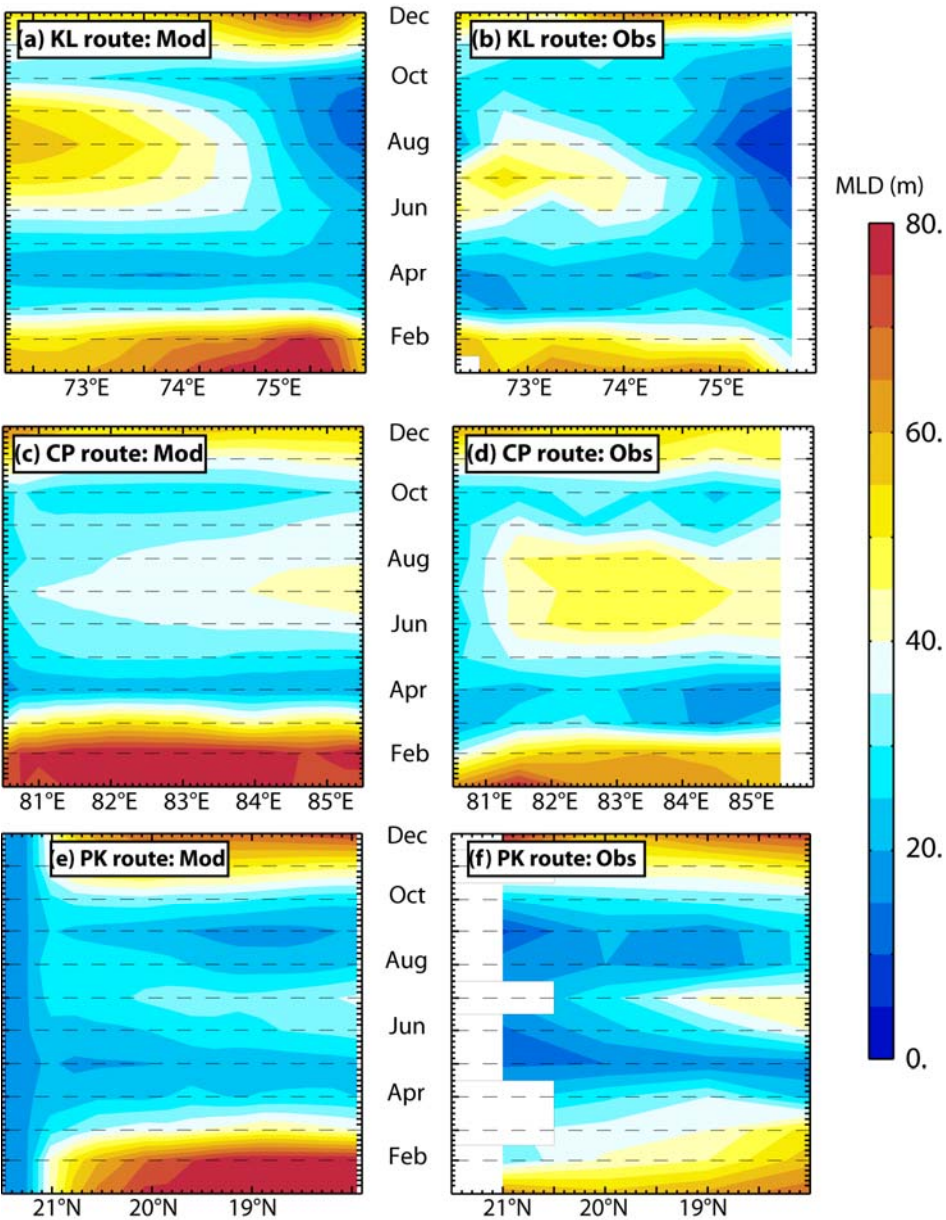 (a) KL route: Mod
(b) KL route: Obs
Dec
Oct
Aug
Jun
Apr
Feb
73°E 74°E 75°E
73°E 74°E 75°E
MLD (m)
80.
60.
40.
20.
0.
(c) CP route: Mod
(d) CP route: Obs
Dec
Oct
Aug
Jun
Apr
Feb
81°E 82°E 83°E 84°E 85°E
81°E 82°E 83°E 84°E 85°E
(e) PK route: Mod
(f) PK route: Obs
Dec
Oct
Aug
Jun
Apr
Feb
21°N 20°N 19°N
21°N 20°N 19°N